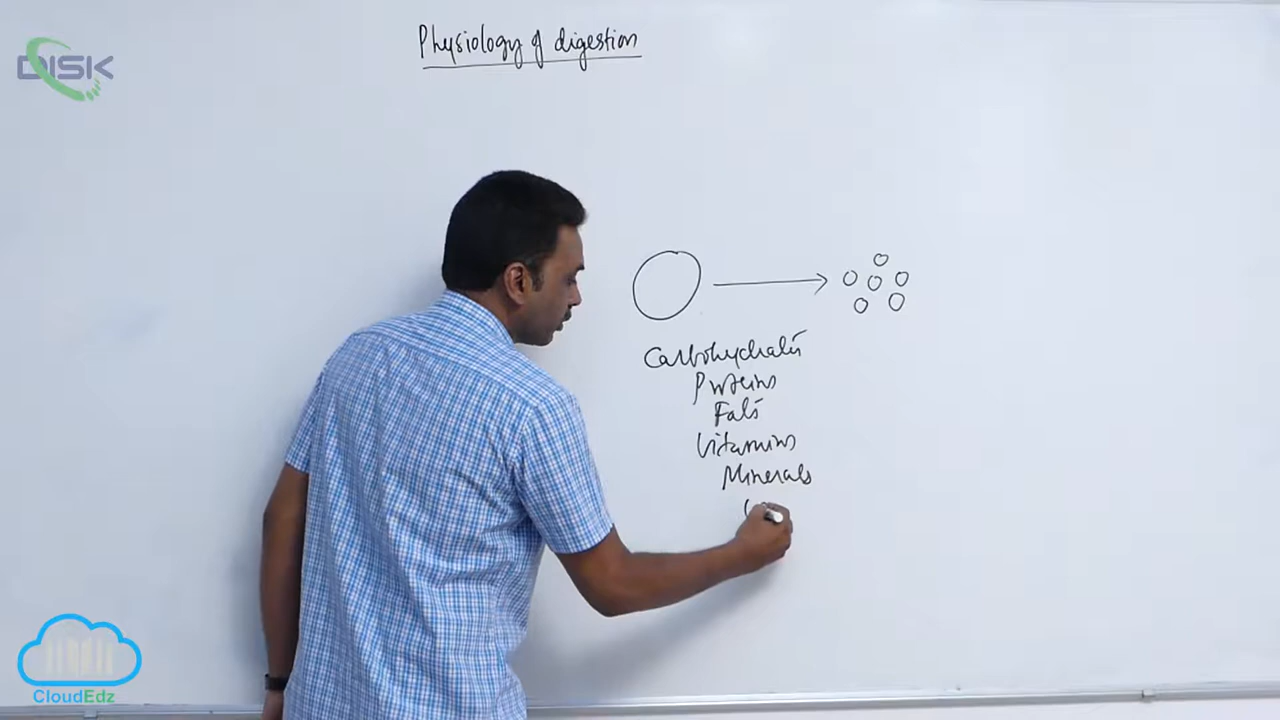 Physiology of digestion
DISK
Carbohydrates
Proteins
Fats
Vitamins
Minerals
CloudEdz